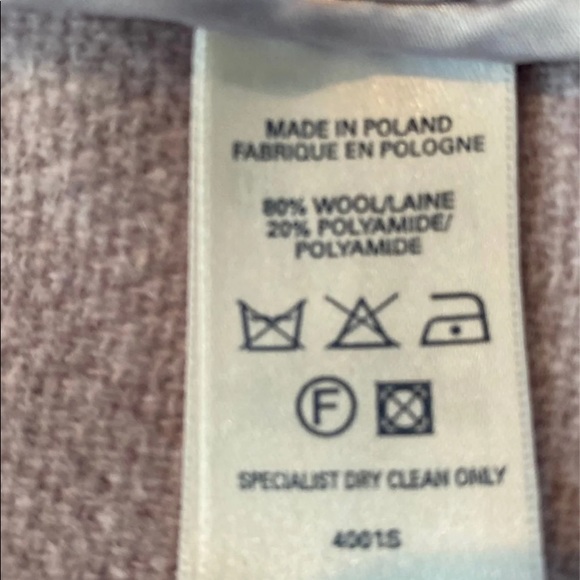 MADE IN POLAND
FABRIQUE EN POLOGNE
80% WOOL/LAINE
20% POLYAMIDE/
POLYAMIDE
F
SPECIALIST DRY CLEAN ONLY
4001S